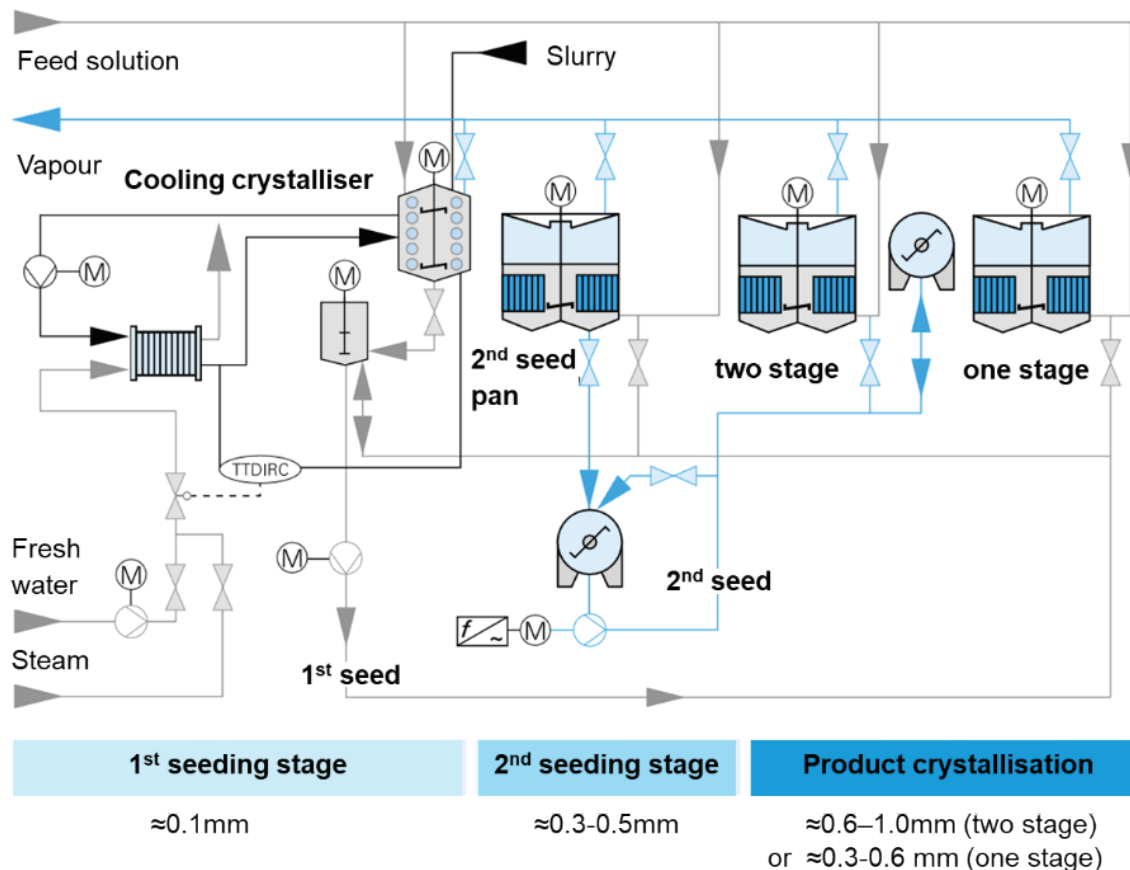 Feed solution
Slurry
Vapour
Cooling crystalliser
M
M
M
M
M
M
2nd seed
pan
two stage
one stage
TTDIRC
Fresh
water
M
M
2nd seed
f
~
M
Steam
1st seed
1st seeding stage
2nd seeding stage
Product crystallisation
≈0.1mm
≈0.3-0.5mm
≈0.6–1.0mm (two stage)
or ≈0.3-0.6 mm (one stage)